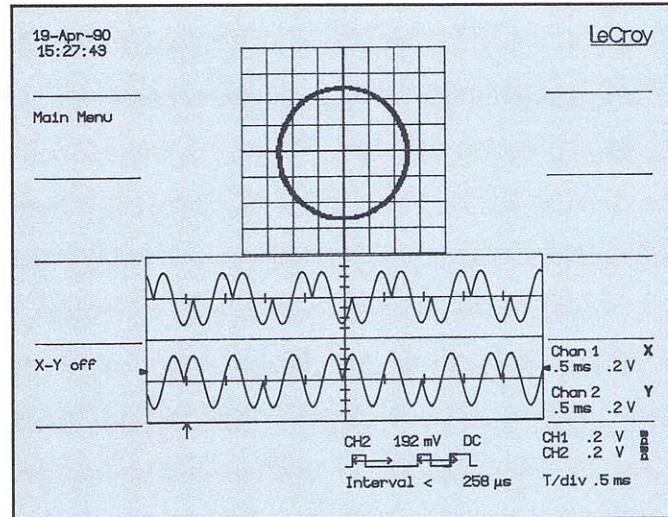 19-Apr-90
15:27:43
LeCroy
Main Menu
X-Y off
Chan 1 X
.5 ms .2 V
Chan 2 Y
.5 ms .2 V
CH2 192 mV DC
Interval < 258 µs
CH1 .2 V
CH2 .2 V
T/div .5 ms